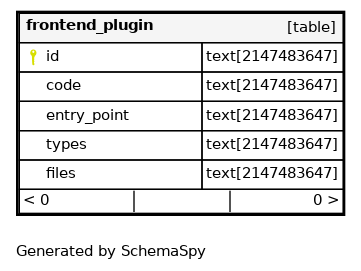 frontend_plugin [table]
id text[2147483647]
code text[2147483647]
entry_point text[2147483647]
types text[2147483647]
files text[2147483647]
< 0 0 >
Generated by SchemaSpy